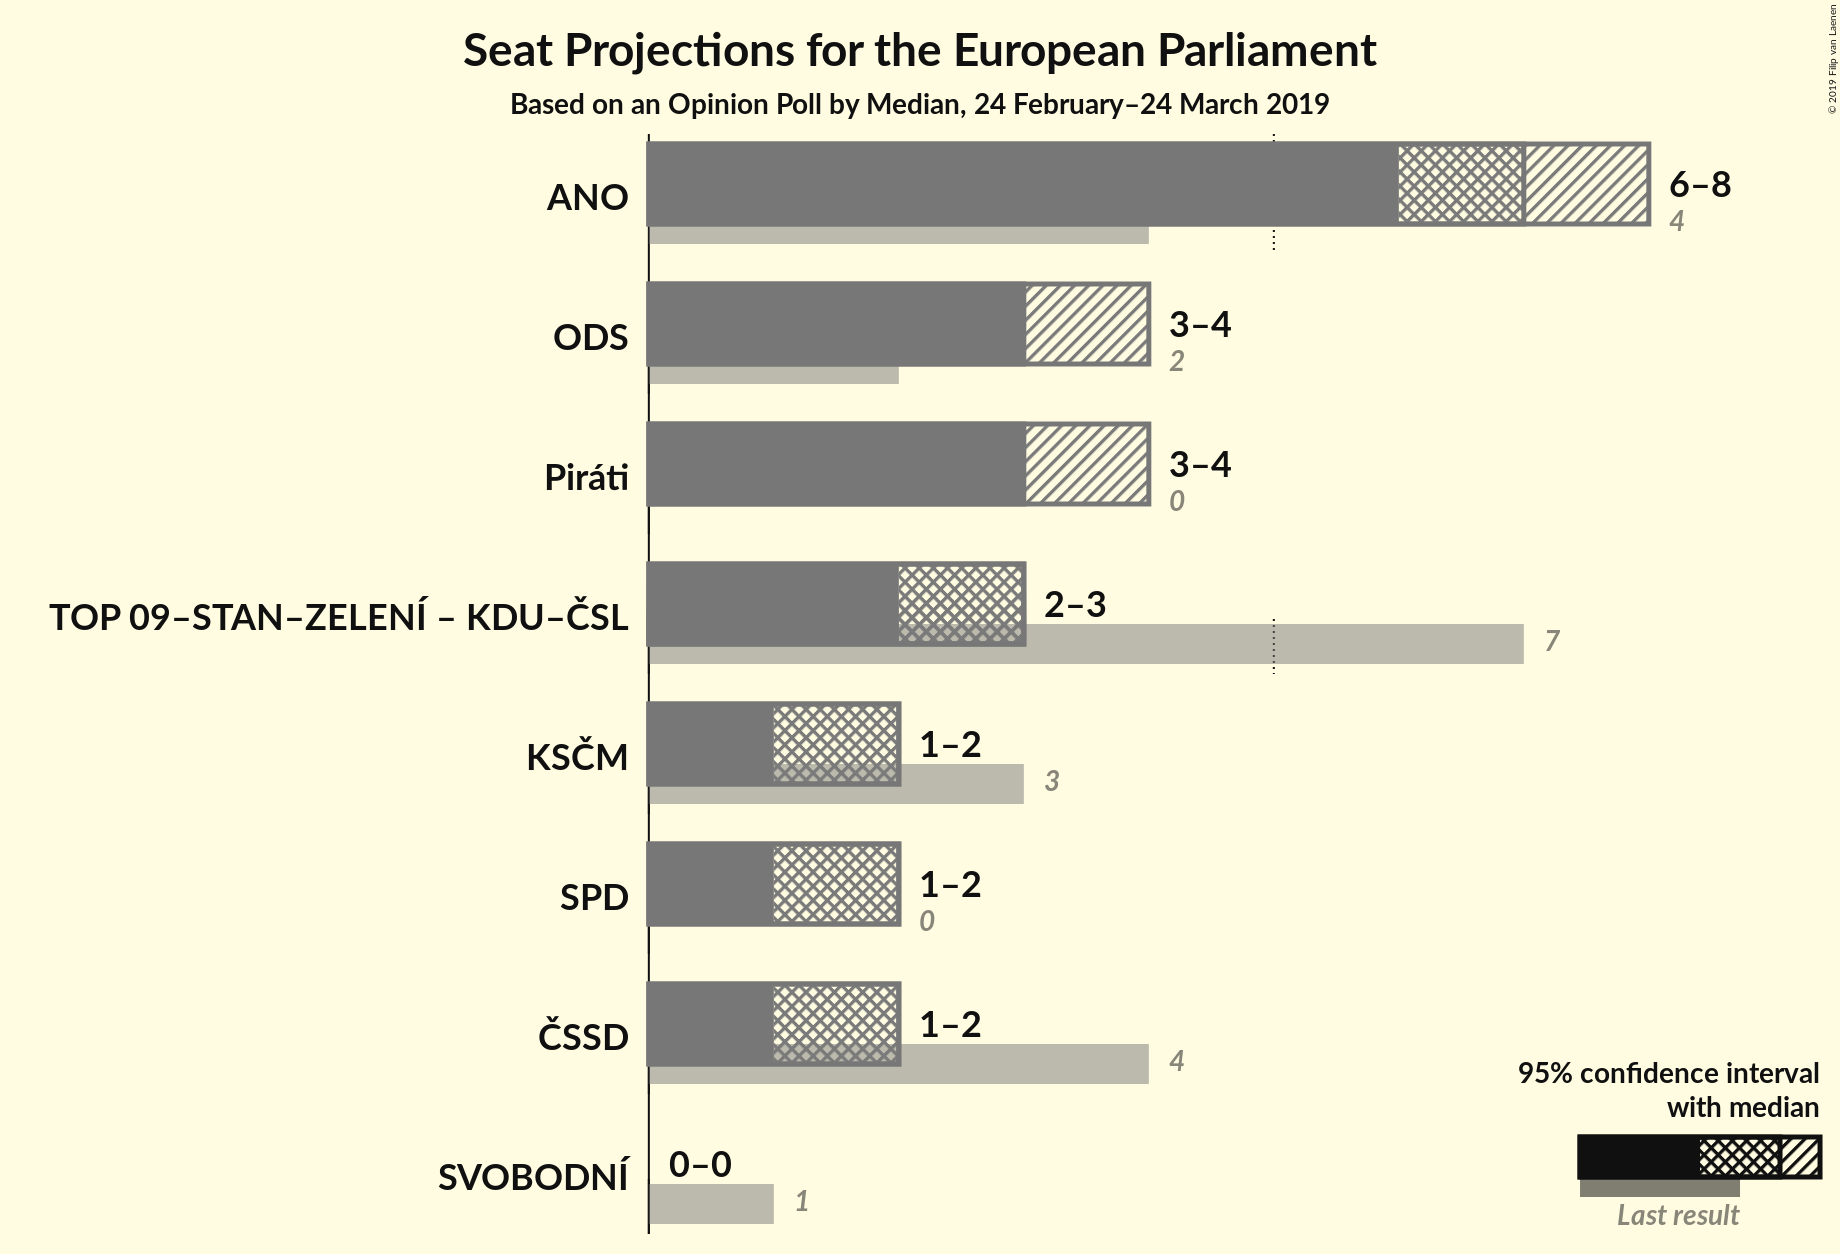 Seat Projections for the European Parliament
Based on an Opinion Poll by Median, 24 February–24 March 2019
© 2019 Filip van Laenen
ANO
6–8
4
ODS
3–4
2
Piráti
3–4
0
TOP 09–STAN–ZELENÍ – KDU–ČSL
2–3
7
KSČM
1–2
3
SPD
1–2
0
ČSSD
1–2
4
SVOBODNÍ
0–0
1
95% confidence interval
with median
Last result